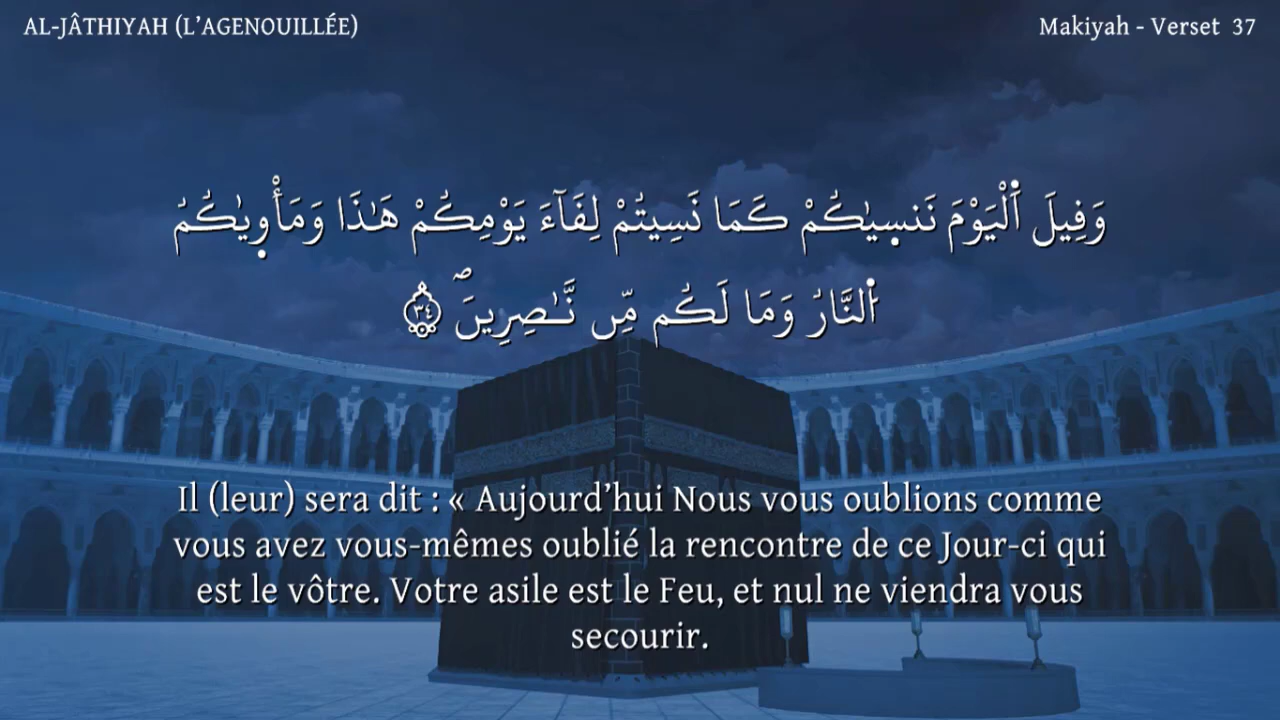 AL-JÂTHIYAH (L’AGENOUILLÉE)
Makiyah - Verset 37
وَفِيلَ اَ۬لْيَوْمَ نَنس۪يٰكُمْ كَمَا نَسِيتُمْ لِفَآءَ يَوْمِكُمْ هَٰذَا وَمَأْو۪يٰكُمُ
اُ۬لنَّارُ وَمَا لَكُم مِّں نَّـٰصِرِينَۖ ٣٤
Il (leur) sera dit : « Aujourd’hui Nous vous oublions comme
vous avez vous-mêmes oublié la rencontre de ce Jour-ci qui
est le vôtre. Votre asile est le Feu, et nul ne viendra vous
secourir.